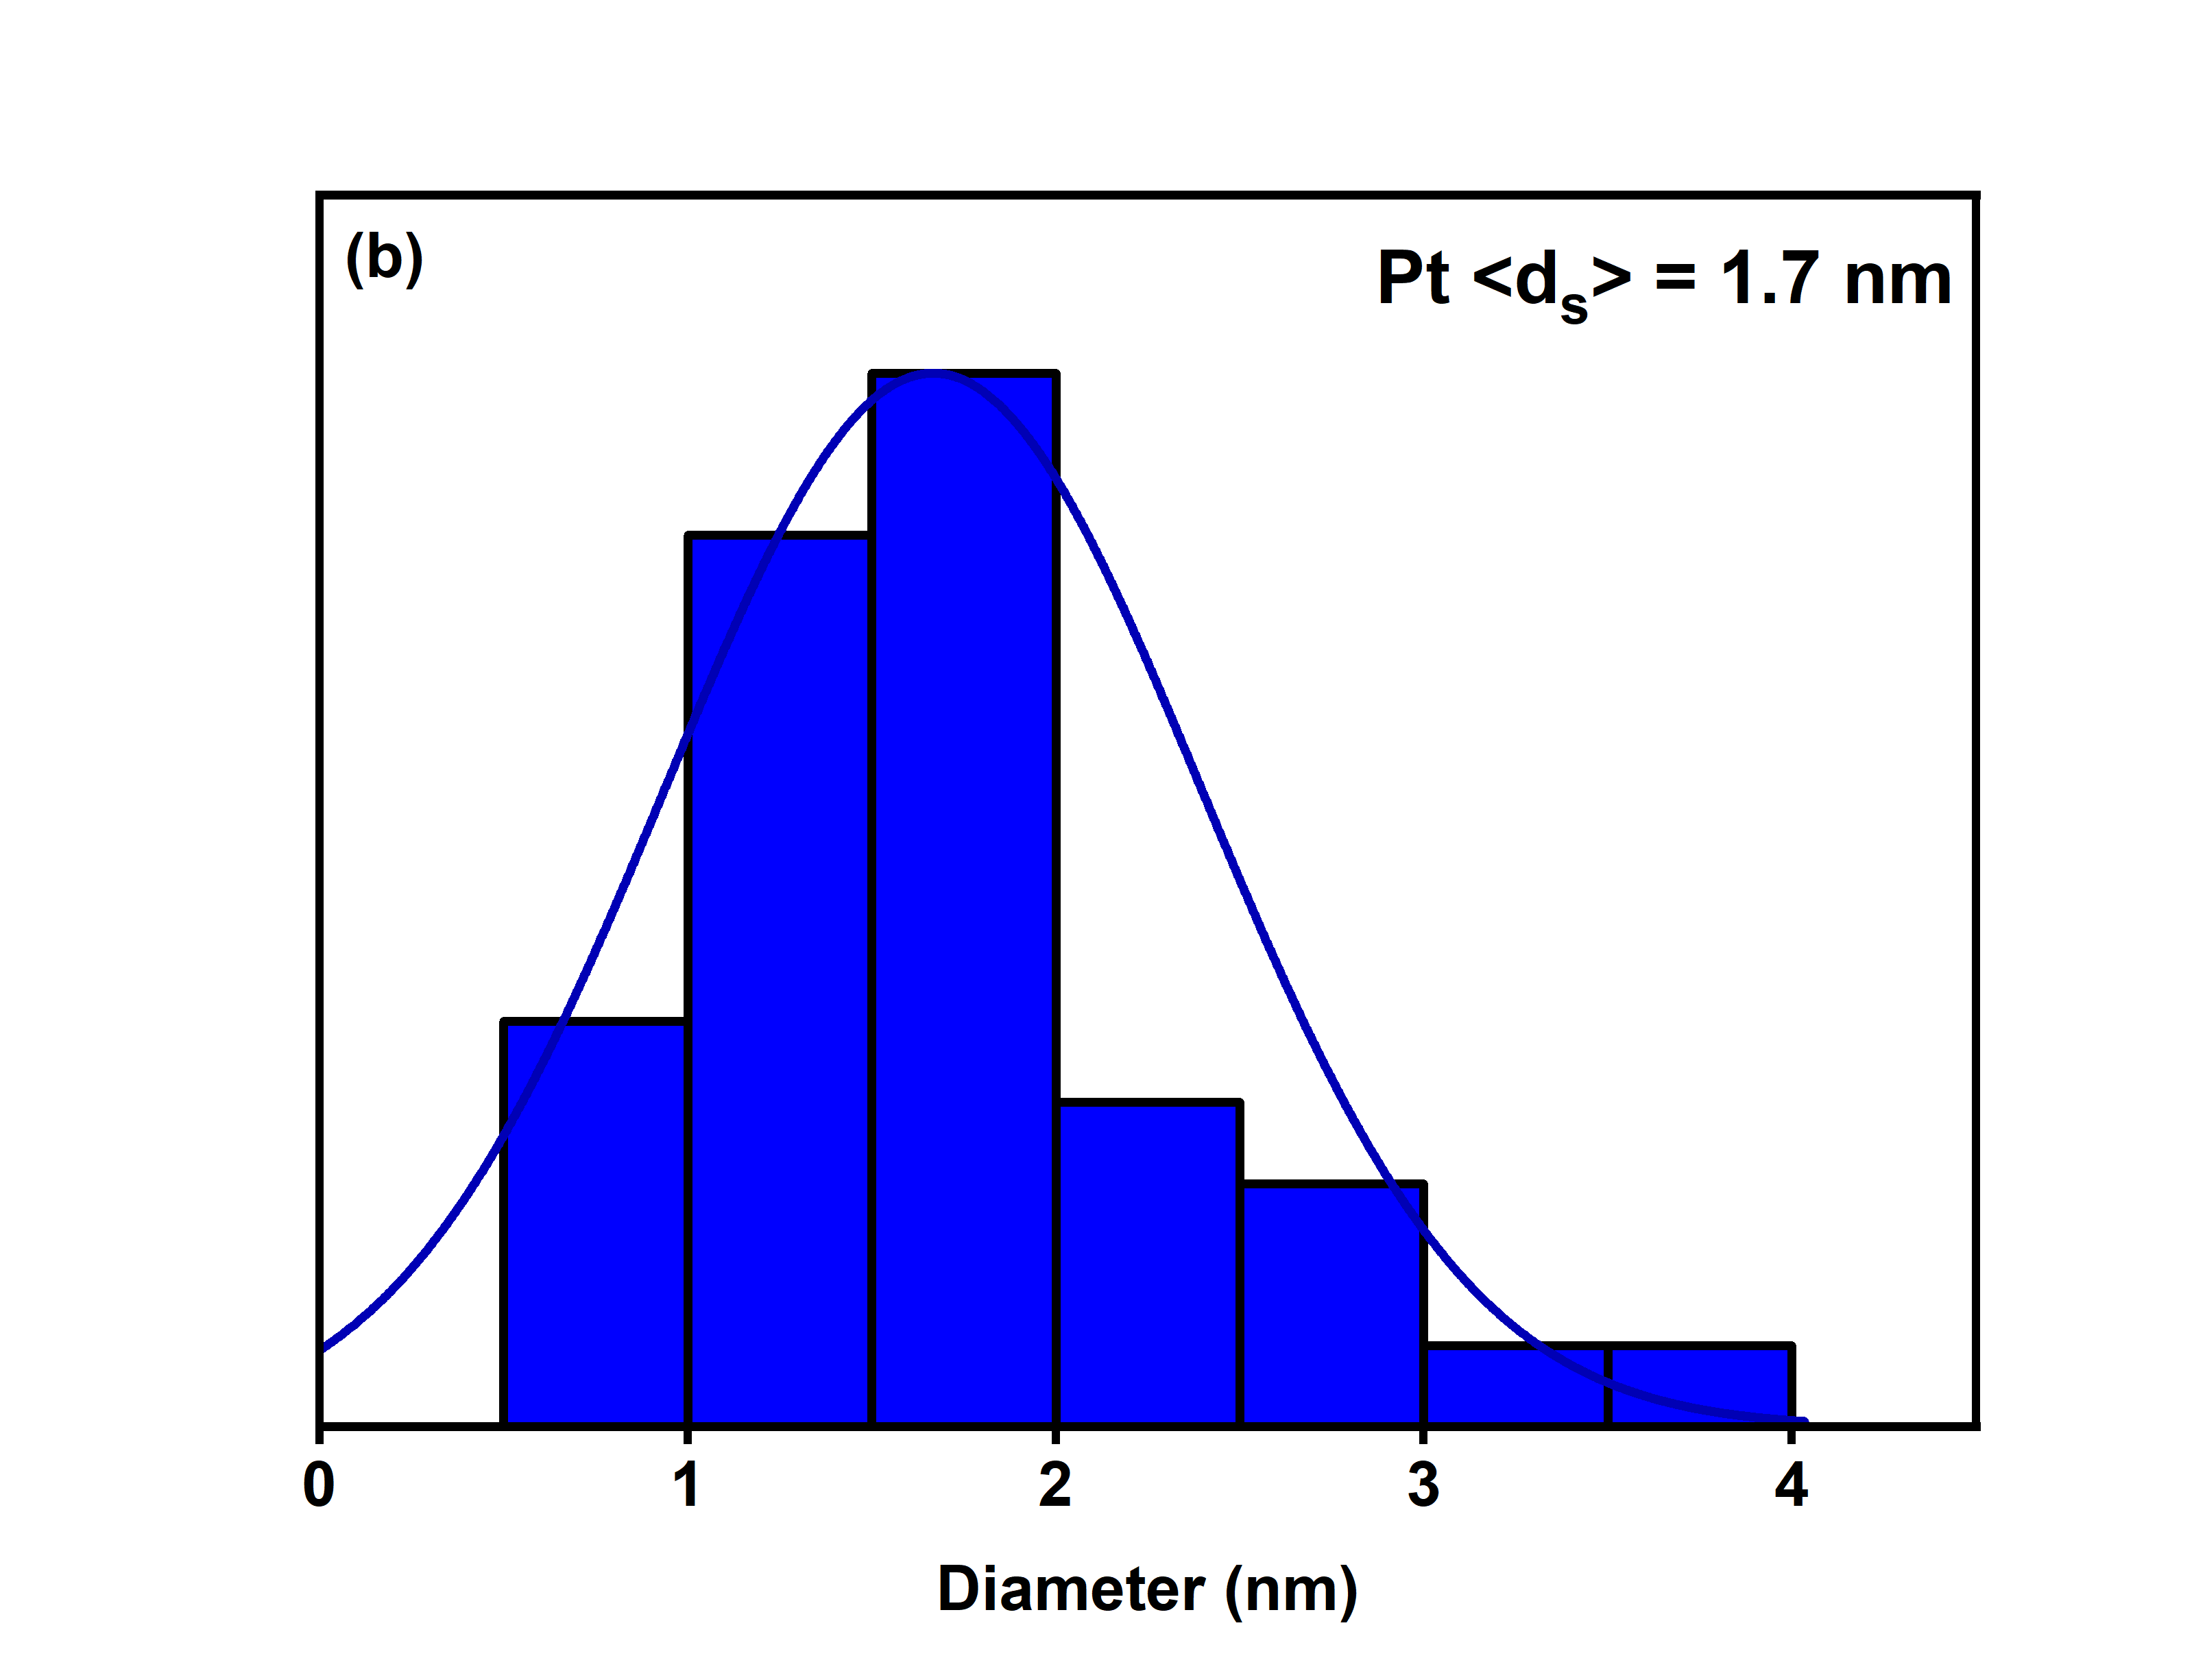 (b)
Pt <dₛ> = 1.7 nm
0 1 2 3 4
Diameter (nm)